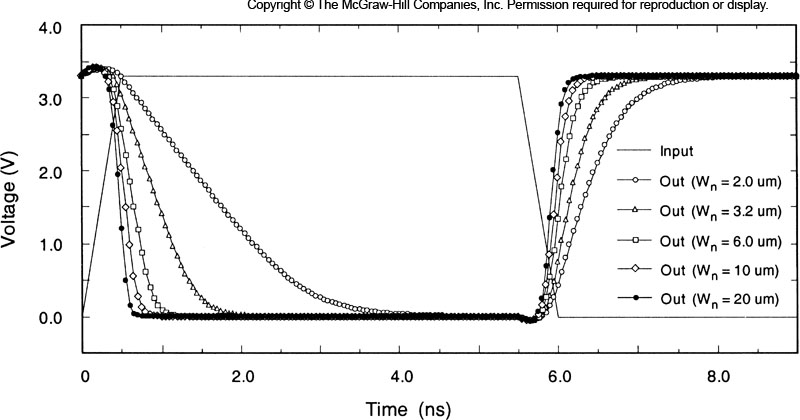 Copyright © The McGraw-Hill Companies, Inc. Permission required for reproduction or display.
4.0
3.0
2.0
1.0
0.0
Voltage (V)
Input
Out (Wn = 2.0 um)
Out (Wn = 3.2 um)
Out (Wn = 6.0 um)
Out (Wn = 10 um)
Out (Wn = 20 um)
0 2.0 4.0 6.0 8.0
Time (ns)